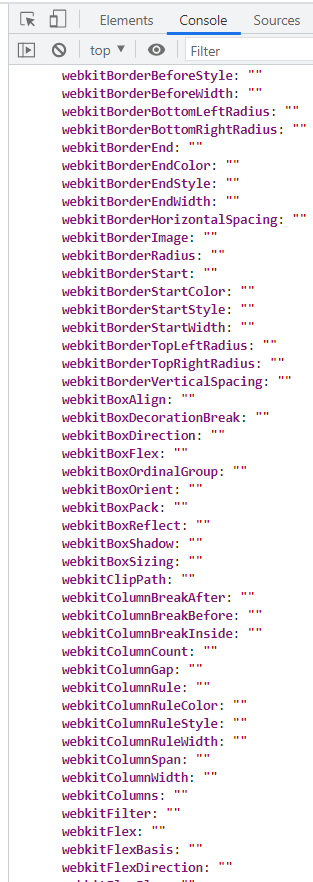 Elements Console Sources
top ▼ Filter
webkitBorderBeforeStyle: ""
webkitBorderBeforeWidth: ""
webkitBorderBottomLeftRadius: ""
webkitBorderBottomRightRadius: ""
webkitBorderEnd: ""
webkitBorderEndColor: ""
webkitBorderEndStyle: ""
webkitBorderEndWidth: ""
webkitBorderHorizontalSpacing: ""
webkitBorderImage: ""
webkitBorderRadius: ""
webkitBorderStart: ""
webkitBorderStartColor: ""
webkitBorderStartStyle: ""
webkitBorderStartWidth: ""
webkitBorderTopLeftRadius: ""
webkitBorderTopRightRadius: ""
webkitBorderVerticalSpacing: ""
webkitBoxAlign: ""
webkitBoxDecorationBreak: ""
webkitBoxDirection: ""
webkitBoxFlex: ""
webkitBoxOrdinalGroup: ""
webkitBoxOrient: ""
webkitBoxPack: ""
webkitBoxReflect: ""
webkitBoxShadow: ""
webkitBoxSizing: ""
webkitClipPath: ""
webkitColumnBreakAfter: ""
webkitColumnBreakBefore: ""
webkitColumnBreakInside: ""
webkitColumnCount: ""
webkitColumnGap: ""
webkitColumnRule: ""
webkitColumnRuleColor: ""
webkitColumnRuleStyle: ""
webkitColumnRuleWidth: ""
webkitColumnSpan: ""
webkitColumnWidth: ""
webkitColumns: ""
webkitFilter: ""
webkitFlex: ""
webkitFlexBasis: ""
webkitFlexDirection: ""